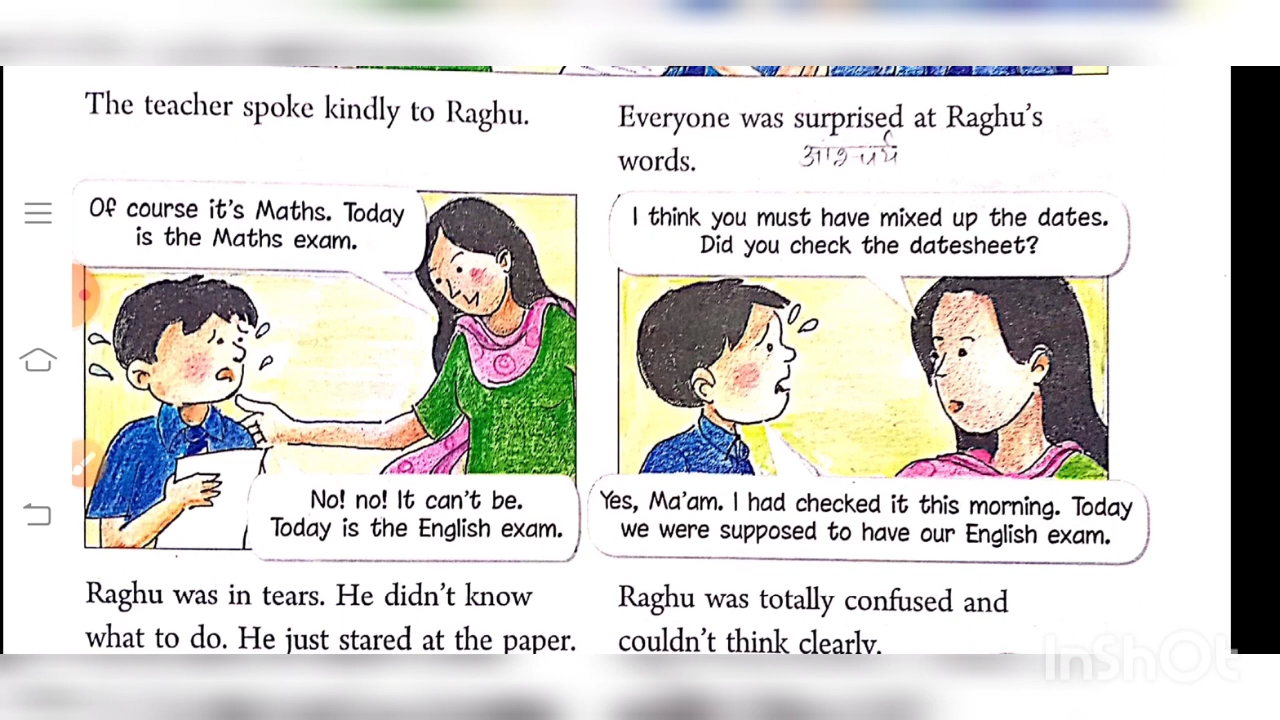 The teacher spoke kindly to Raghu.
Of course it's Maths. Today
is the Maths exam.
No! no! It can't be.
Today is the English exam.
Raghu was in tears. He didn't know
what to do. He just stared at the paper.
Everyone was surprised at Raghu's
words.
आश्चर्य
I think you must have mixed up the dates.
Did you check the datesheet?
Yes, Ma'am. I had checked it this morning. Today
we were supposed to have our English exam.
Raghu was totally confused and
couldn't think clearly.
InShOt